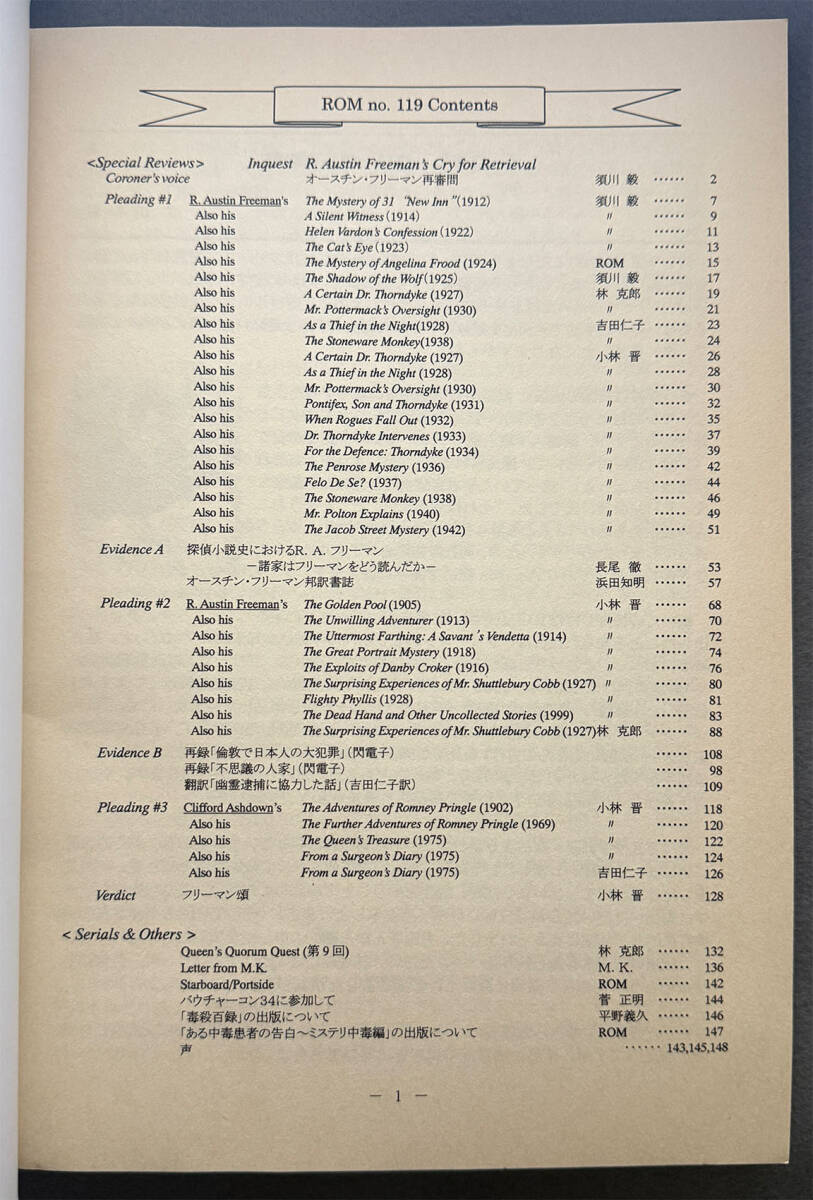 ROM no. 119 Contents
<Special Reviews> Inquest R. Austin Freeman's Cry for Retrieval
Coroner's voice オースチン・フリーマン再審問 須川 毅 …… 2
Pleading #1 R. Austin Freeman's The Mystery of 31 "New Inn"(1912) 須川 毅 …… 7
Also his A Silent Witness (1914) 〃 …… 9
Also his Helen Vardon's Confession (1922) 〃 …… 11
Also his The Cat's Eye (1923) 〃 …… 13
Also his The Mystery of Angelina Frood (1924) ROM …… 15
Also his The Shadow of the Wolf(1925) 須川 毅 …… 17
Also his A Certain Dr. Thorndyke (1927) 林 克郎 …… 19
Also his Mr. Pottermack's Oversight (1930) 〃 …… 21
Also his As a Thief in the Night(1928) 吉田仁子 …… 23
Also his The Stoneware Monkey(1938) 〃 …… 24
Also his A Certain Dr. Thorndyke (1927) 小林 晋 …… 26
Also his As a Thief in the Night (1928) 〃 …… 28
Also his Mr. Pottermack's Oversight (1930) 〃 …… 30
Also his Pontifex, Son and Thorndyke (1931) 〃 …… 32
Also his When Rogues Fall Out (1932) 〃 …… 35
Also his Dr. Thorndyke Intervenes (1933) 〃 …… 37
Also his For the Defence: Thorndyke (1934) 〃 …… 39
Also his The Penrose Mystery (1936) 〃 …… 42
Also his Felo De Se? (1937) 〃 …… 44
Also his The Stoneware Monkey (1938) 〃 …… 46
Also his Mr. Polton Explains (1940) 〃 …… 49
Also his The Jacob Street Mystery (1942) 〃 …… 51
Evidence A 探偵小説史におけるR. A. フリーマン
－諸家はフリーマンをどう読んだか－ 長尾 徹 …… 53
オースチン・フリーマン邦訳書誌 浜田知明 …… 57
Pleading #2 R. Austin Freeman's The Golden Pool (1905) 小林 晋 …… 68
Also his The Unwilling Adventurer (1913) 〃 …… 70
Also his The Uttermost Farthing: A Savant's Vendetta (1914) 〃 …… 72
Also his The Great Portrait Mystery (1918) 〃 …… 74
Also his The Exploits of Danby Croker (1916) 〃 …… 76
Also his The Surprising Experiences of Mr. Shuttlebury Cobb (1927) 〃 …… 80
Also his Flighty Phyllis (1928) 〃 …… 81
Also his The Dead Hand and Other Uncollected Stories (1999) 〃 …… 83
Also his The Surprising Experiences of Mr. Shuttlebury Cobb (1927) 林 克郎 …… 88
Evidence B 再録「倫敦で日本人の大犯罪」(閃電子) …… 108
再録「不思議の人家」(閃電子) …… 98
翻訳「幽霊逮捕に協力した話」(吉田仁子訳) …… 109
Pleading #3 Clifford Ashdown's The Adventures of Romney Pringle (1902) 小林 晋 …… 118
Also his The Further Adventures of Romney Pringle (1969) 〃 …… 120
Also his The Queen's Treasure (1975) 〃 …… 122
Also his From a Surgeon's Diary (1975) 〃 …… 124
Also his From a Surgeon's Diary (1975) 吉田仁子 …… 126
Verdict フリーマン頌 小林 晋 …… 128
< Serials & Others >
Queen's Quorum Quest (第9回) 林 克郎 …… 132
Letter from M.K. M. K. …… 136
Starboard/Portside ROM …… 142
バウチャーコン34に参加して 菅 正明 …… 144
「毒殺百録」の出版について 平野義久 …… 146
「ある中毒患者の告白～ミステリ中毒編」の出版について ROM …… 147
声 …… 143,145,148
－ 1 －